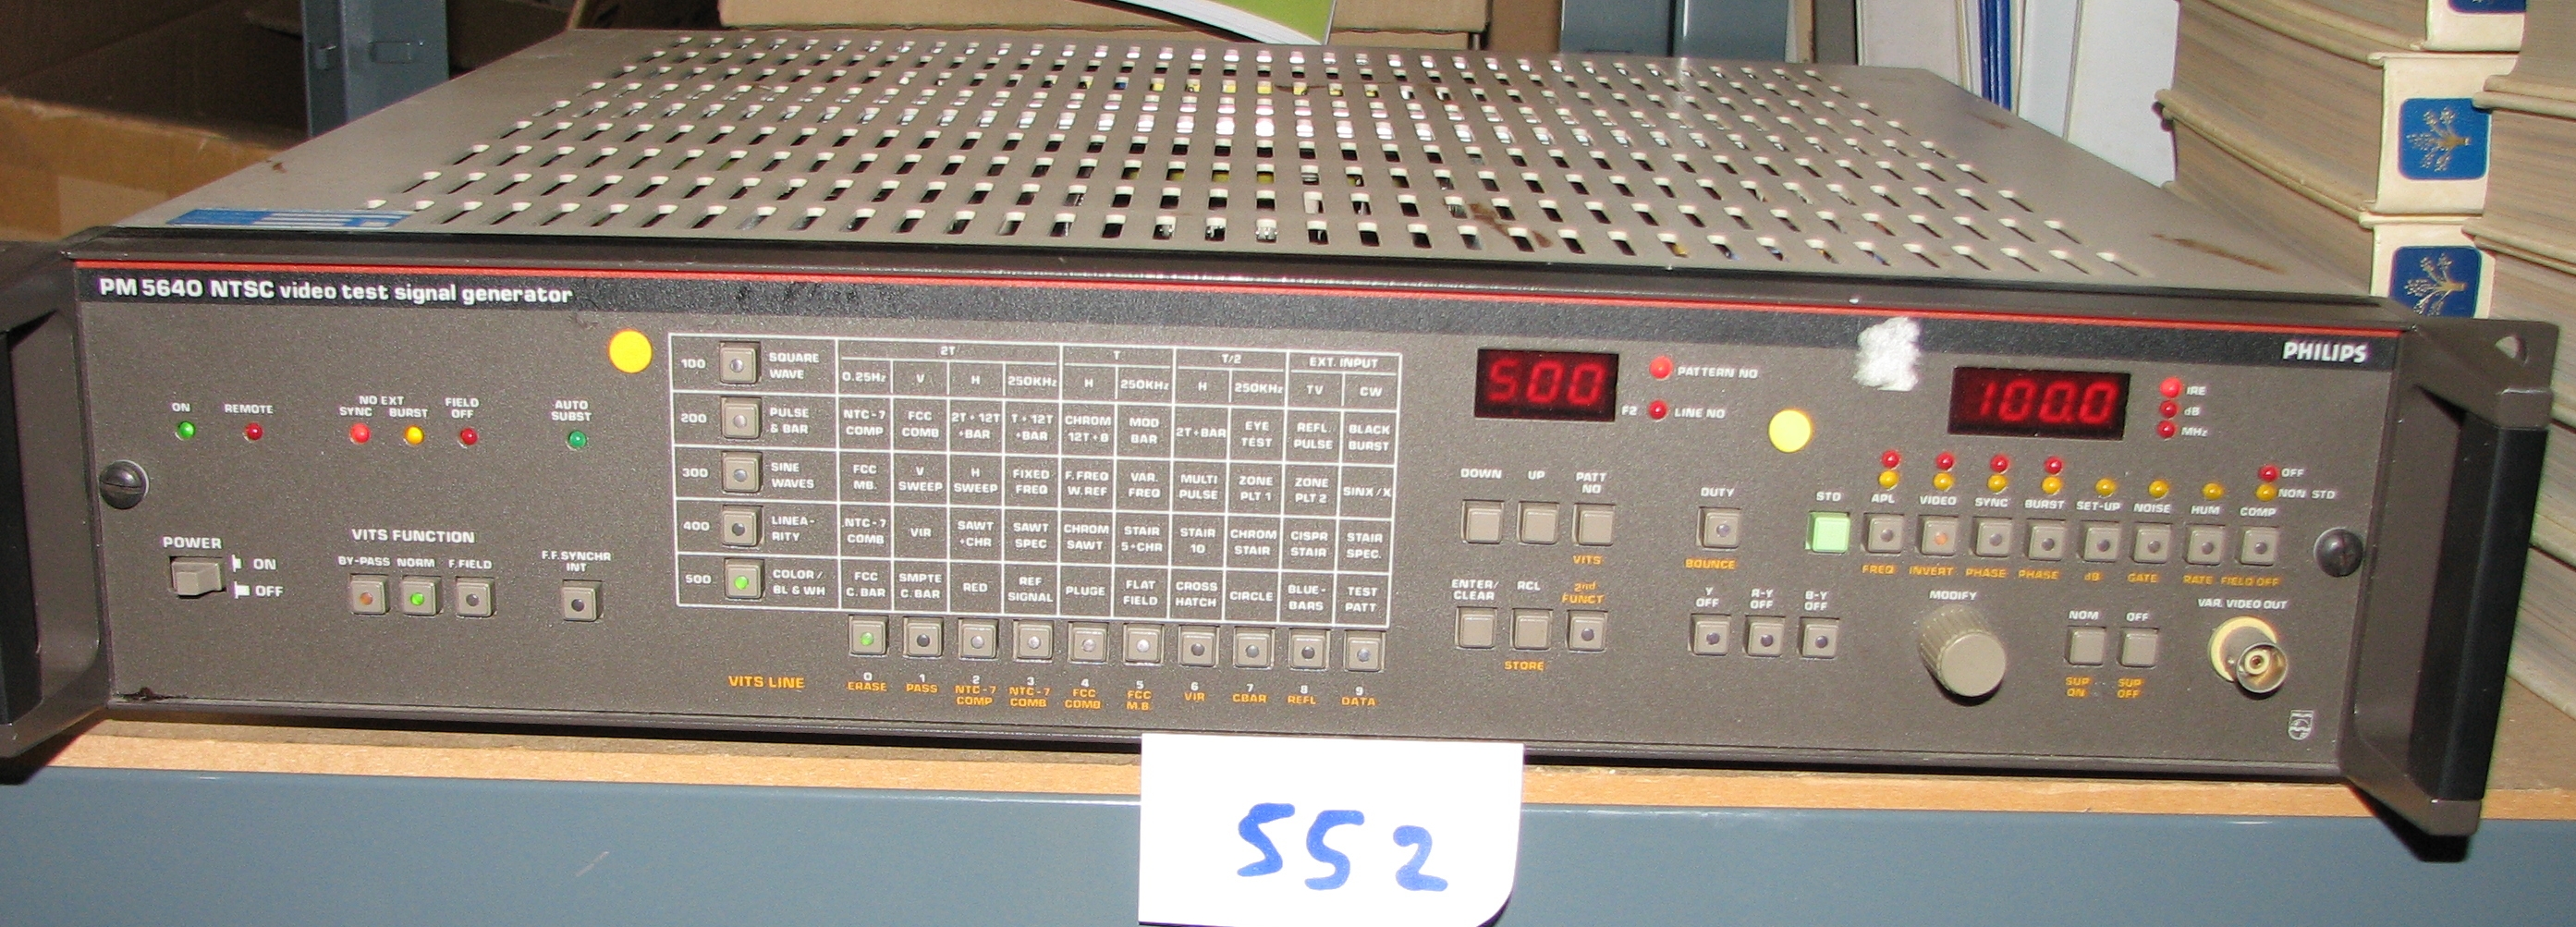 PM 5640 NTSC video test signal generator
PHILIPS
ON
REMOTE
NO EXT
SYNC BURST
FIELD
OFF
AUTO
SUBST
POWER
ON
OFF
VITS FUNCTION
BY-PASS NORM F.FIELD
F.F.SYNCHR
INT
100 SQUARE
WAVE
200 PULSE
& BAR
300 SINE
WAVES
400 LINEA-
RITY
500 COLOR/
BL & WH
2T T T/2 EXT. INPUT
0.25Hz V H 250KHz H 250KHz H 250KHz TV CW
NTC-7 FCC 2T+12T T+12T CHROM MOD 2T+BAR EYE REFL. BLACK
COMP COMB +BAR +BAR 12T+B BAR TEST PULSE BURST
FCC V H FIXED F.FREQ VAR. MULTI ZONE ZONE SINX/X
MB. SWEEP SWEEP FREQ W.REF FREQ PULSE PLT 1 PLT 2
NTC-7 VIR SAWT SAWT CHROM STAIR STAIR CHROM CISPR STAIR
COMB +CHR SPEC SAWT 5+CHR 10 STAIR STAIR SPEC.
FCC SMPTE RED REF PLUGE FLAT CROSS CIRCLE BLUE- TEST
C.BAR C.BAR SIGNAL FIELD HATCH BARS PATT
VITS LINE
0 1 2 3 4 5 6 7 8 9
ERASE PASS NTC-7 NTC-7 FCC FCC VIR CBAR REFL DATA
COMP COMB COMB M.B.
500
PATTERN NO
F2 LINE NO
DOWN UP PATT
NO
VITS
ENTER/
CLEAR
RCL
2nd
FUNCT
STORE
DUTY
BOUNCE
Y
OFF
R-Y
OFF
B-Y
OFF
100.0
IRE
dB
MHz
OFF
NON STD
STD APL VIDEO SYNC BURST SET-UP NOISE HUM COMP
FREQ INVERT PHASE PHASE dB GATE RATE FIELD OFF
MODIFY
NOM OFF
SUP
ON
SUP
OFF
VAR. VIDEO OUT
552